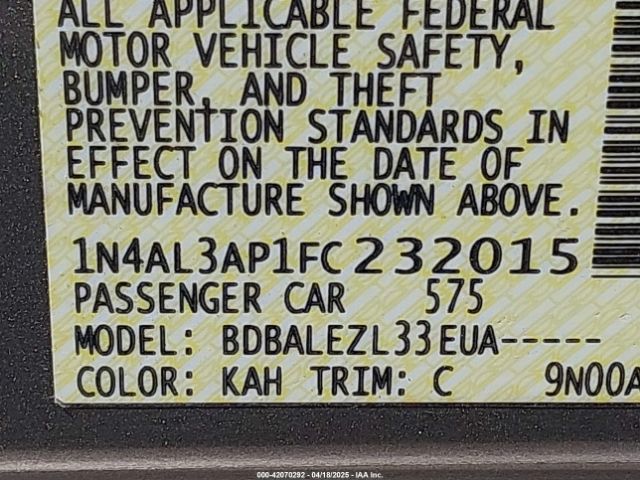 ALL APPLICABLE FEDERAL
MOTOR VEHICLE SAFETY,
BUMPER, AND THEFT
PREVENTION STANDARDS IN
EFFECT ON THE DATE OF
MANUFACTURE SHOWN ABOVE.
1N4AL3AP1FC232015
PASSENGER CAR 575
MODEL: BDBALEZL33EUA-----
COLOR: KAH TRIM: C 9N00A
000-42070292 - 04/18/2025 - IAA Inc.